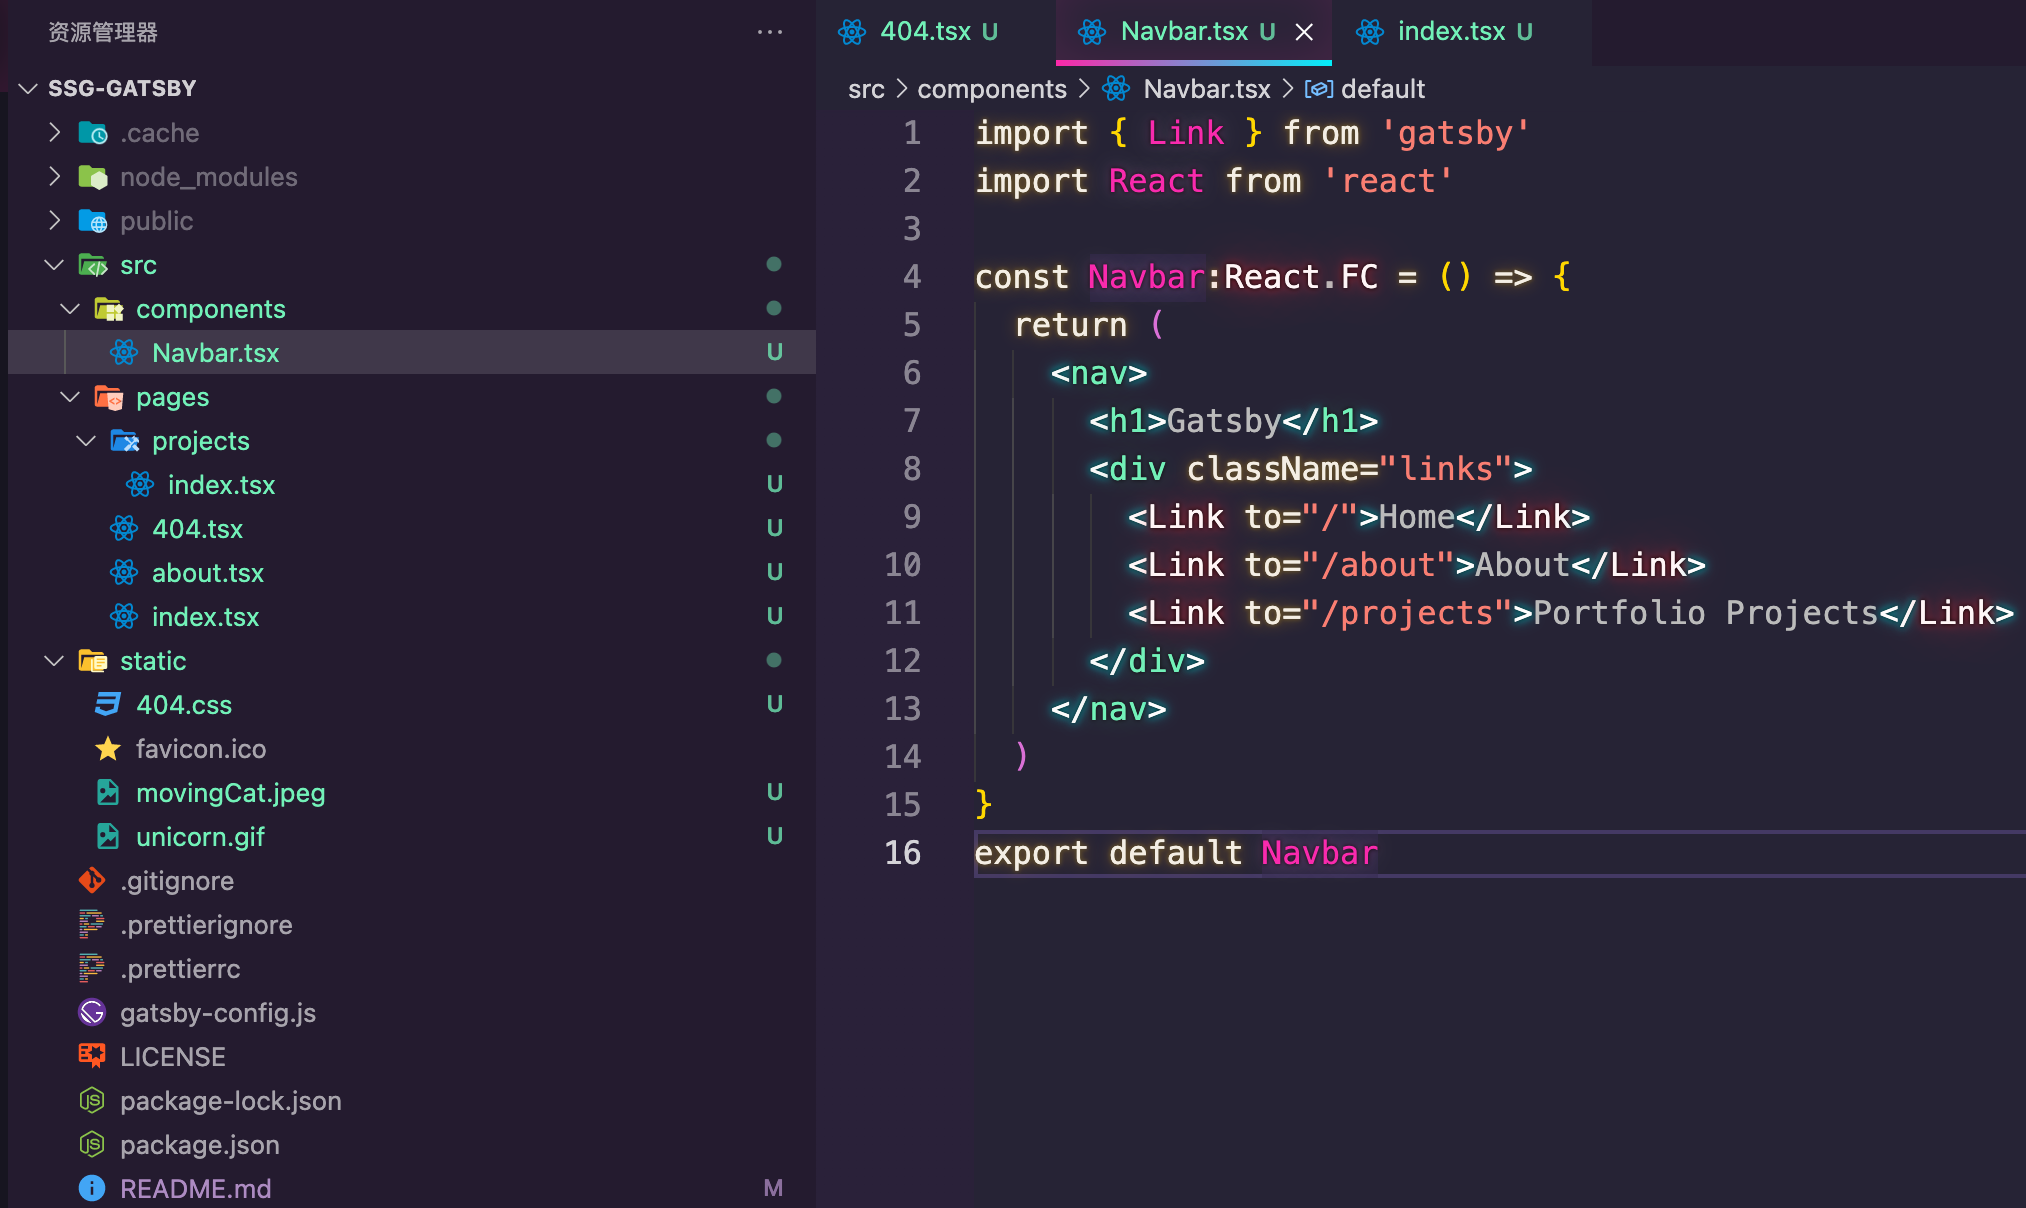 资源管理器
SSG-GATSBY
.cache
node_modules
public
src
components
Navbar.tsx U
pages
projects
index.tsx U
404.tsx U
about.tsx U
index.tsx U
static
404.css U
favicon.ico
movingCat.jpeg U
unicorn.gif U
.gitignore
.prettierignore
.prettierrc
gatsby-config.js
LICENSE
package-lock.json
package.json
README.md M
404.tsx U Navbar.tsx U index.tsx U
src > components > Navbar.tsx > default
1 import { Link } from 'gatsby'
2 import React from 'react'
3
4 const Navbar:React.FC = () => {
5 return (
6 <nav>
7 <h1>Gatsby</h1>
8 <div className="links">
9 <Link to="/">Home</Link>
10 <Link to="/about">About</Link>
11 <Link to="/projects">Portfolio Projects</Link>
12 </div>
13 </nav>
14 )
15 }
16 export default Navbar